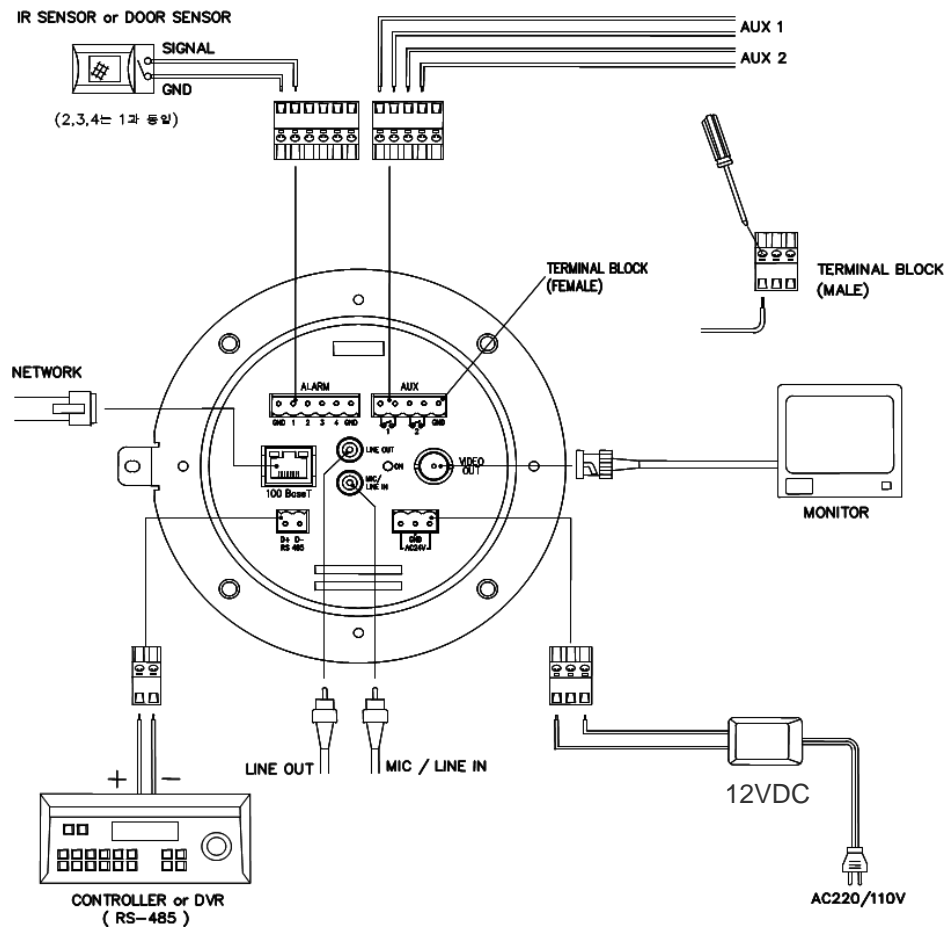 IR SENSOR or DOOR SENSOR
SIGNAL
GND
(2,3,4는 1과 동일)
AUX 1
AUX 2
TERMINAL BLOCK
(FEMALE)
TERMINAL BLOCK
(MALE)
NETWORK
ALARM
GND 1 2 3 4 GND
AUX
1 2 GND
LINE OUT
ON
MIC/
LINE IN
VIDEO
OUT
100 BaseT
D+ D-
RS 485
GND
AC24V
MONITOR
+ −
LINE OUT
MIC / LINE IN
12VDC
AC220/110V
CONTROLLER or DVR
( RS-485 )